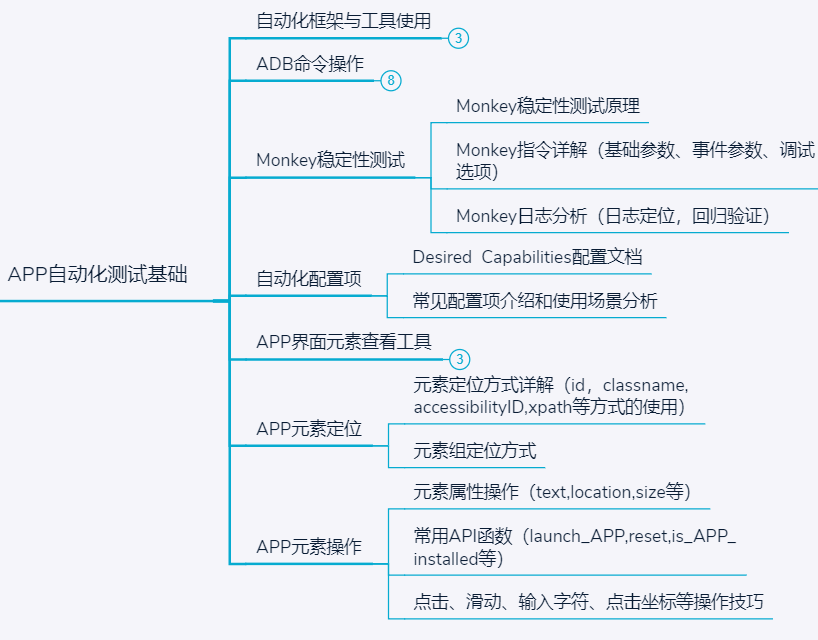 自动化框架与工具使用
3
ADB命令操作
8
Monkey稳定性测试原理
Monkey指令详解（基础参数、事件参数、调试
选项）
Monkey稳定性测试
Monkey日志分析（日志定位，回归验证）
Desired Capabilities配置文档
APP自动化测试基础
自动化配置项
常见配置项介绍和使用场景分析
APP界面元素查看工具
3
元素定位方式详解（id，classname,
accessibilityID,xpath等方式的使用）
APP元素定位
元素组定位方式
元素属性操作（text,location,size等）
常用API函数（launch_APP,reset,is_APP_
installed等）
APP元素操作
点击、滑动、输入字符、点击坐标等操作技巧